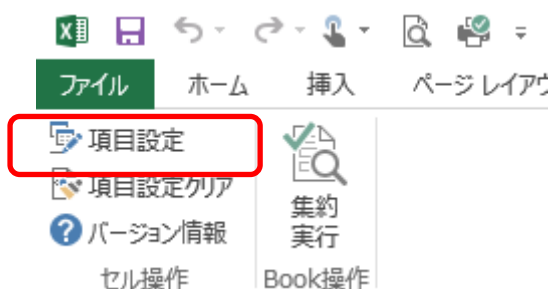 ファイル ホーム 挿入 ページ レイアウ
項目設定
項目設定クリア
バージョン情報
集約
実行
セル操作 Book操作